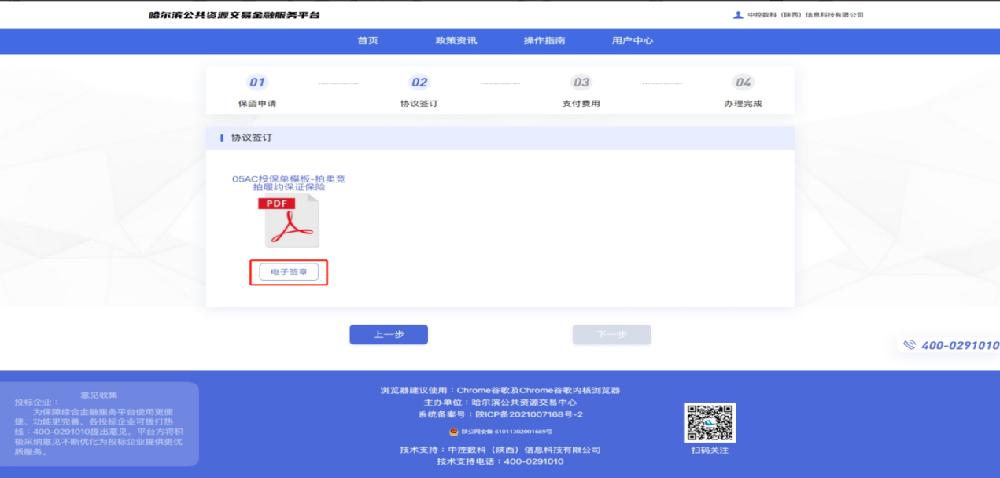 哈尔滨公共资源交易金融服务平台
中控数科（陕西）信息科技有限公司
首页 政策资讯 操作指南 用户中心
01 02 03 04
保函申请 协议签订 支付费用 办理完成
协议签订
05AC投保单模板-拍卖竞
拍履约保证保险
PDF
电子签章
上一步 下一步
400-0291010
意见收集
投标企业：
为保障综合金融服务平台使用更便
捷、功能更完善，各投标企业可拨打热
线：400-0291010提出意见，平台方将积
极采纳意见不断优化为投标企业提供更优
质服务。
浏览器建议使用：Chrome谷歌及Chrome谷歌内核浏览器
主办单位：哈尔滨公共资源交易中心
系统备案号：陕ICP备2021007168号-2
陕公网安备 61011302001669号
技术支持：中控数科（陕西）信息科技有限公司
技术支持电话：400-0291010
扫码关注